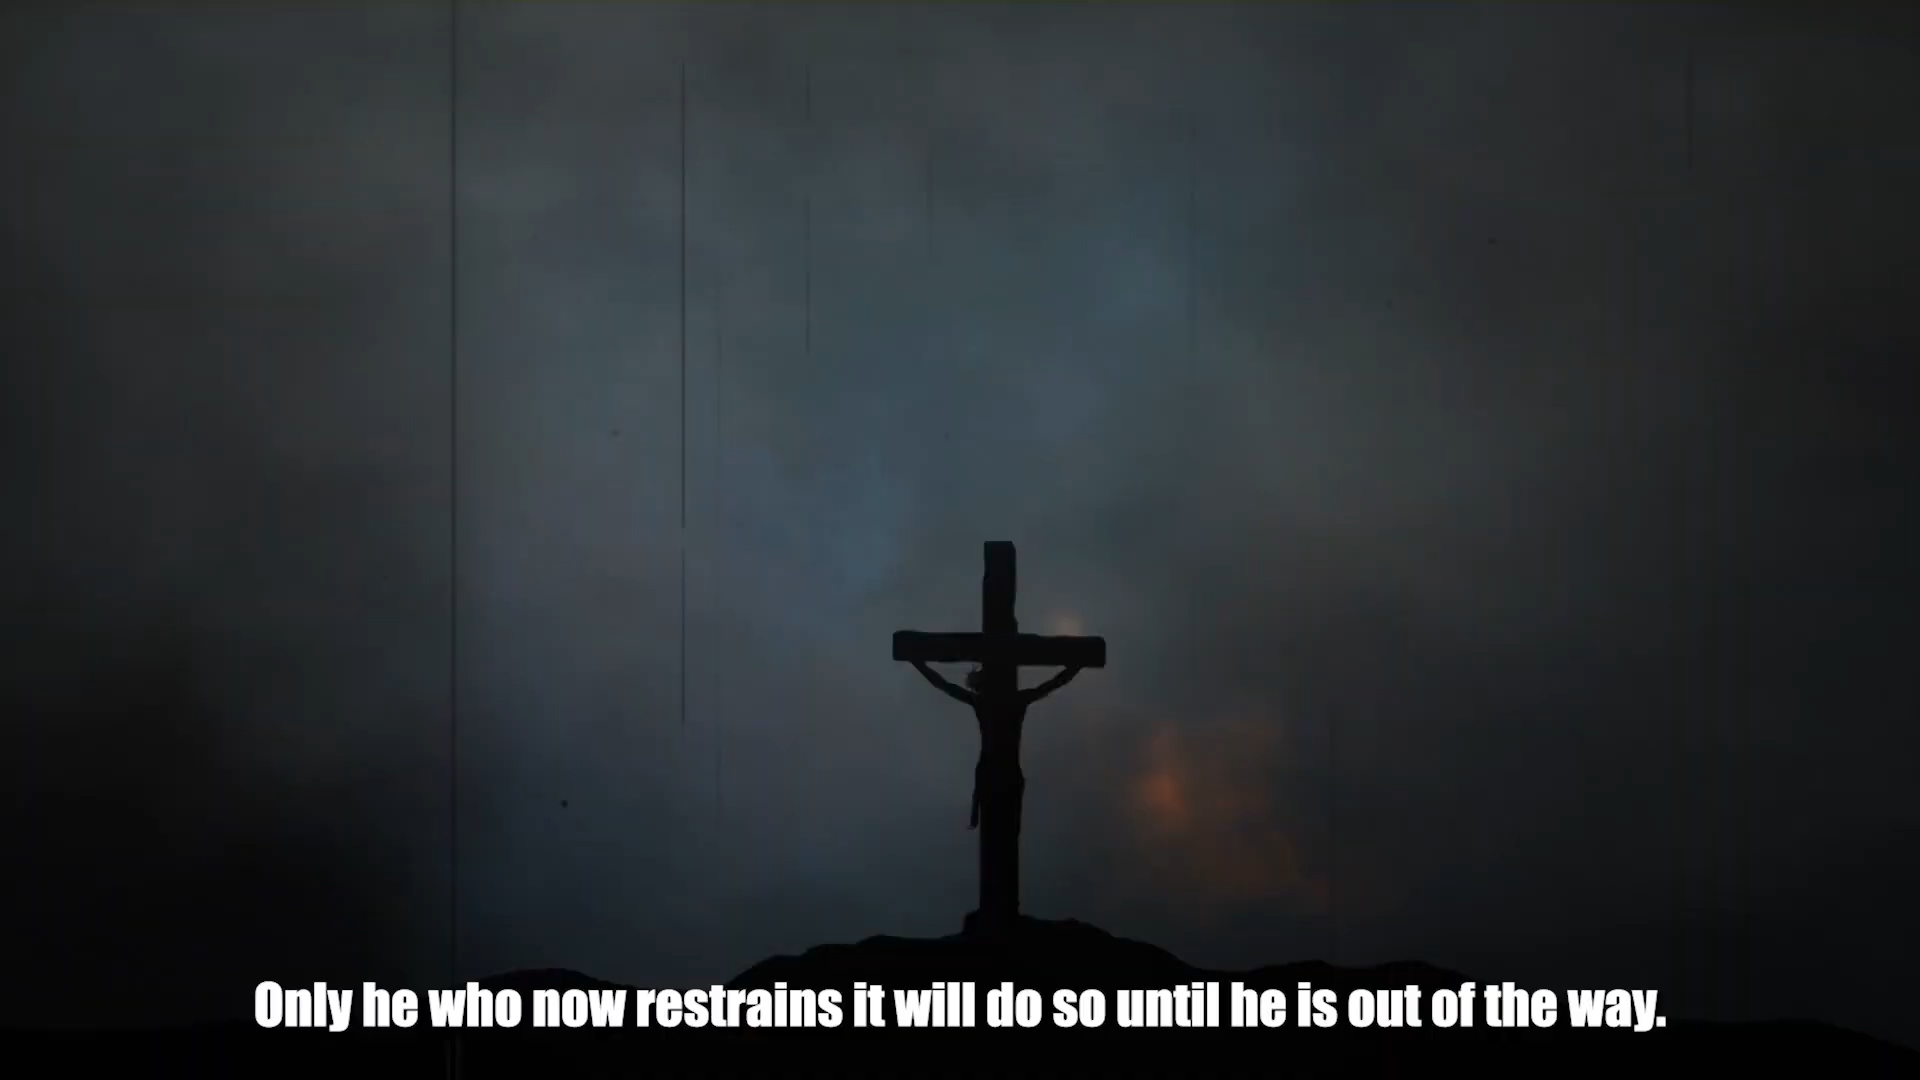 Only he who now restrains it will do so until he is out of the way.